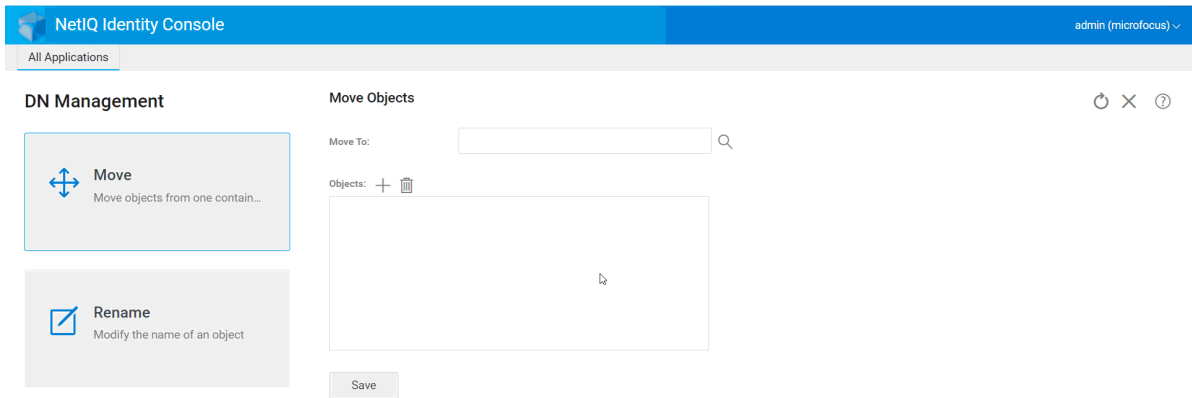 NetIQ Identity Console
admin (microfocus)
All Applications
DN Management
Move
Move objects from one contain...
Rename
Modify the name of an object
Move Objects
Move To:
Objects:
Save